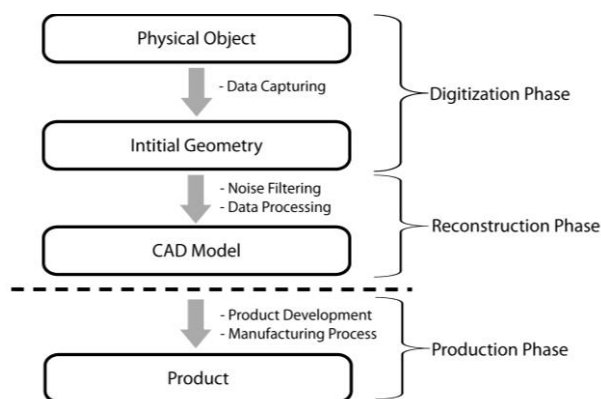 Physical Object
- Data Capturing
Digitization Phase
Intitial Geometry
- Noise Filtering
- Data Processing
Reconstruction Phase
CAD Model
- Product Development
- Manufacturing Process
Production Phase
Product